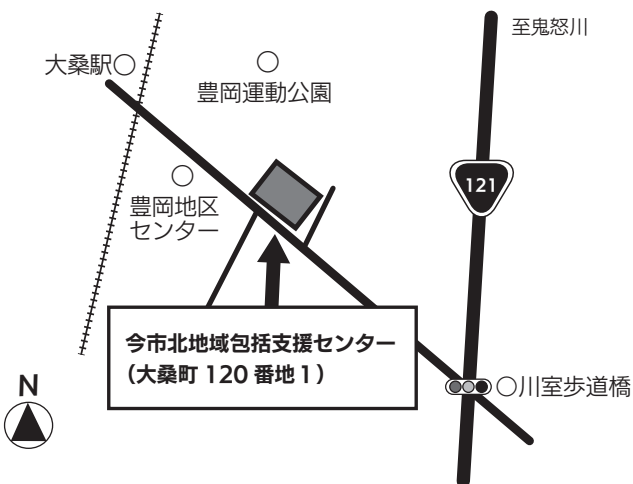 至鬼怒川
大桑駅
豊岡運動公園
121
豊岡地区
センター
今市北地域包括支援センター
（大桑町 120 番地 1）
川室歩道橋
N